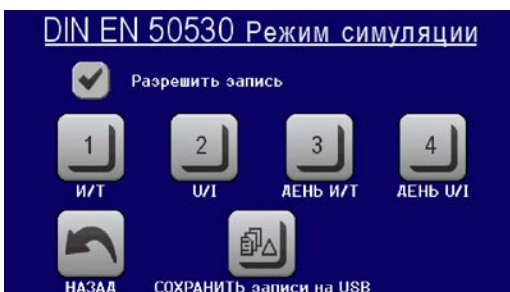 DIN EN 50530 Режим симуляции
Разрешить запись
1 2 3 4
И/Т U/I ДЕНЬ И/Т ДЕНЬ U/I
НАЗАД СОХРАНИТЬ записи на USB